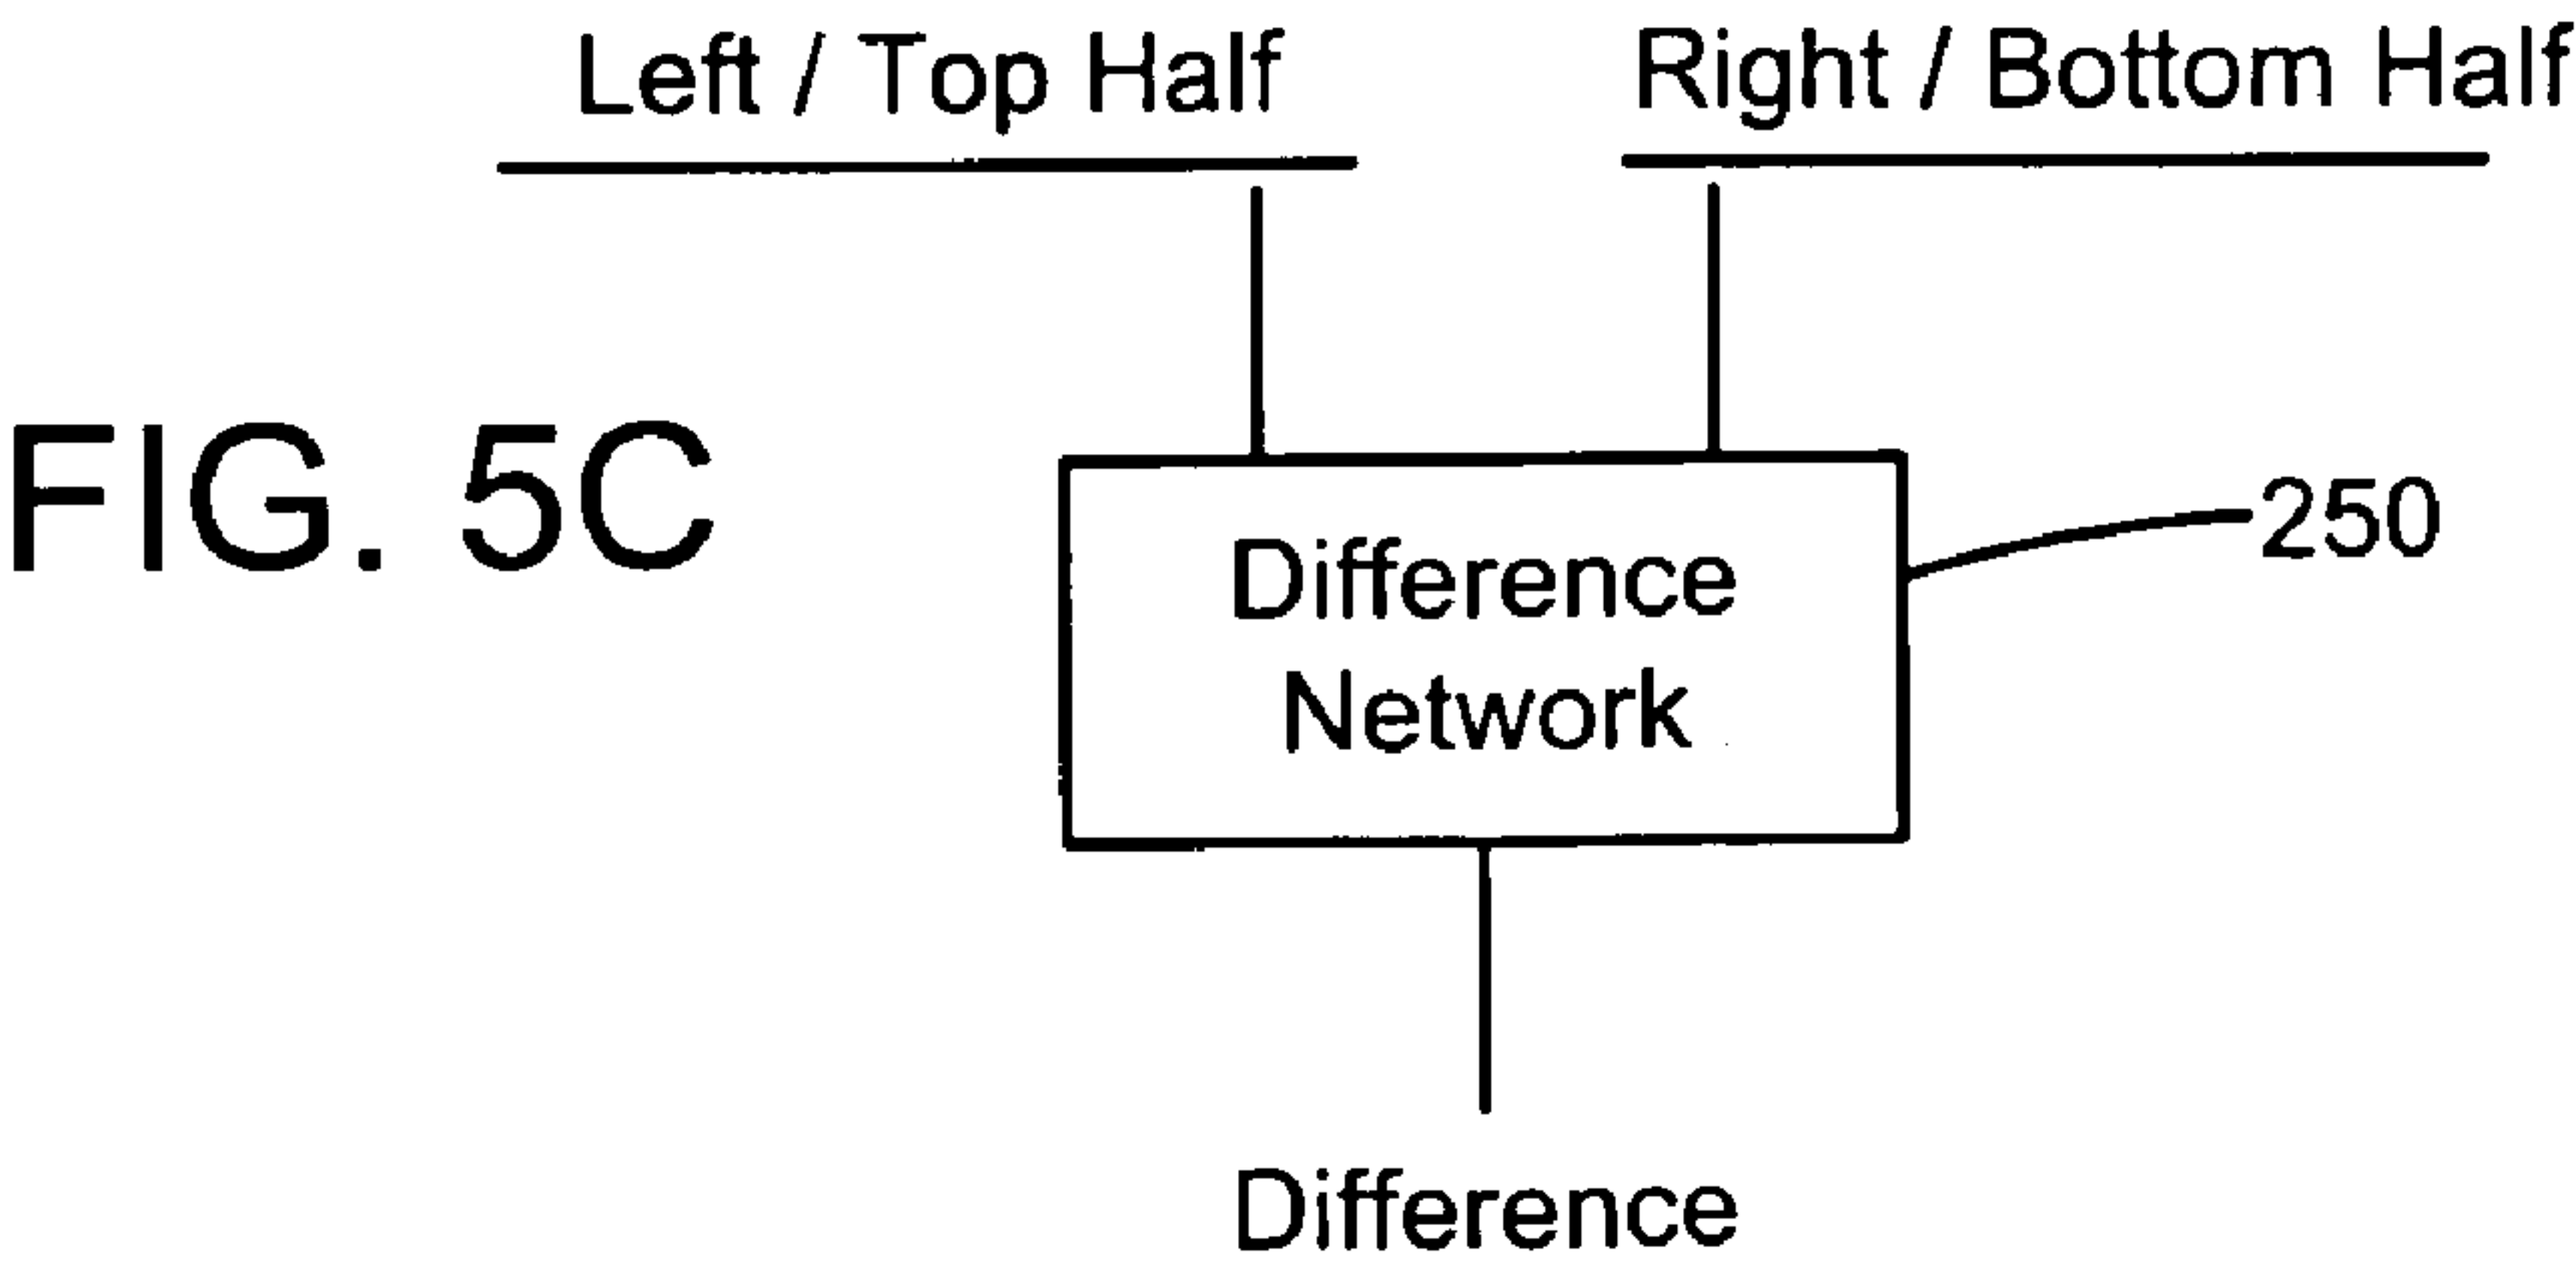 Left / Top Half
Right / Bottom Half
FIG. 5C
Difference
Network
250
Difference